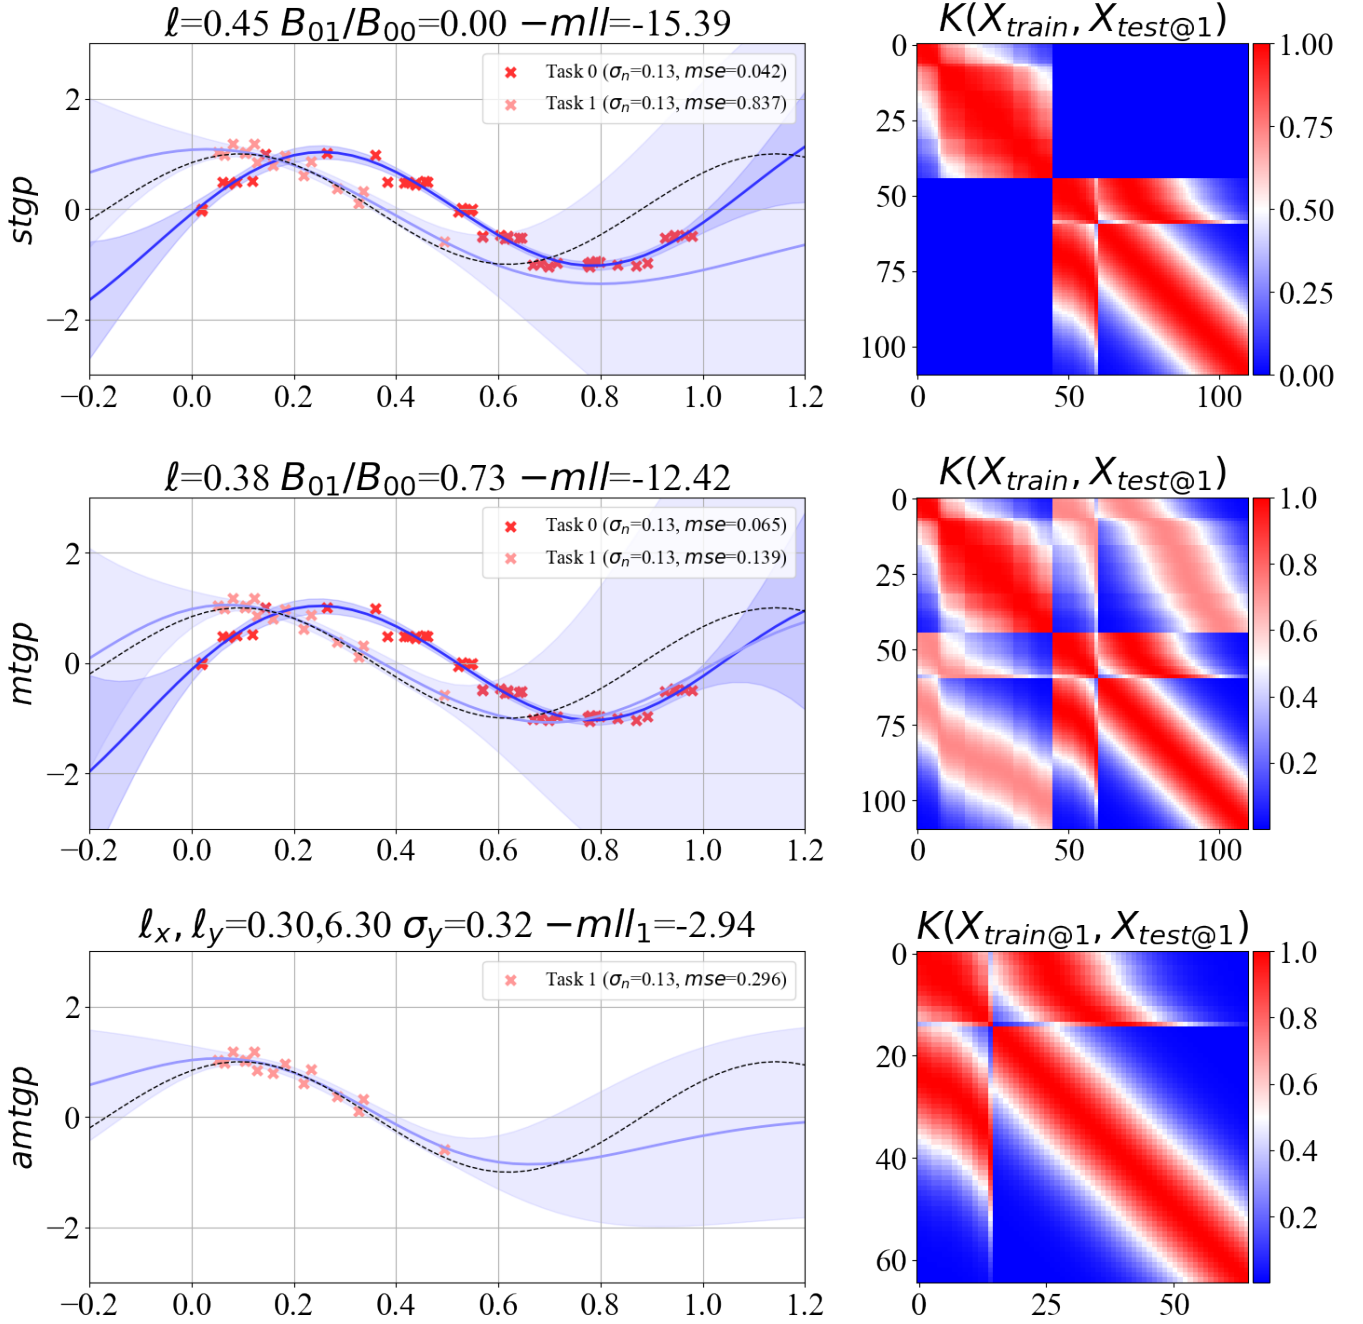 ℓ=0.45 B₀₁/B₀₀=0.00 −mll=-15.39
K(X_train, X_test@1)
stgp
Task 0 (σₙ=0.13, mse=0.042)
Task 1 (σₙ=0.13, mse=0.837)
2
0
−2
−0.2 0.0 0.2 0.4 0.6 0.8 1.0 1.2
0
25
50
75
100
0 50 100
1.00
0.75
0.50
0.25
0.00
ℓ=0.38 B₀₁/B₀₀=0.73 −mll=-12.42
K(X_train, X_test@1)
mtgp
Task 0 (σₙ=0.13, mse=0.065)
Task 1 (σₙ=0.13, mse=0.139)
2
0
−2
−0.2 0.0 0.2 0.4 0.6 0.8 1.0 1.2
0
25
50
75
100
0 50 100
1.0
0.8
0.6
0.4
0.2
ℓ_x, ℓ_y=0.30,6.30 σ_y=0.32 −mll₁=-2.94
K(X_train@1, X_test@1)
amtgp
Task 1 (σₙ=0.13, mse=0.296)
2
0
−2
−0.2 0.0 0.2 0.4 0.6 0.8 1.0 1.2
0
20
40
60
0 25 50
1.0
0.8
0.6
0.4
0.2